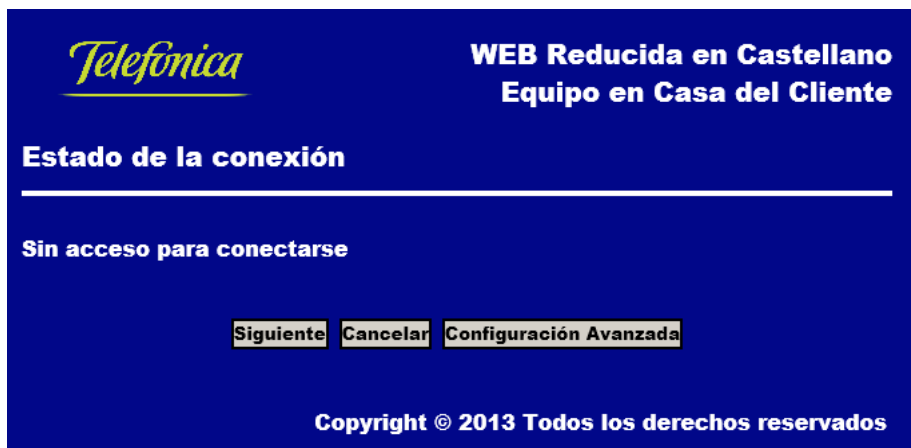 Telefónica
WEB Reducida en Castellano
Equipo en Casa del Cliente
Estado de la conexión
Sin acceso para conectarse
Siguiente Cancelar Configuración Avanzada
Copyright © 2013 Todos los derechos reservados